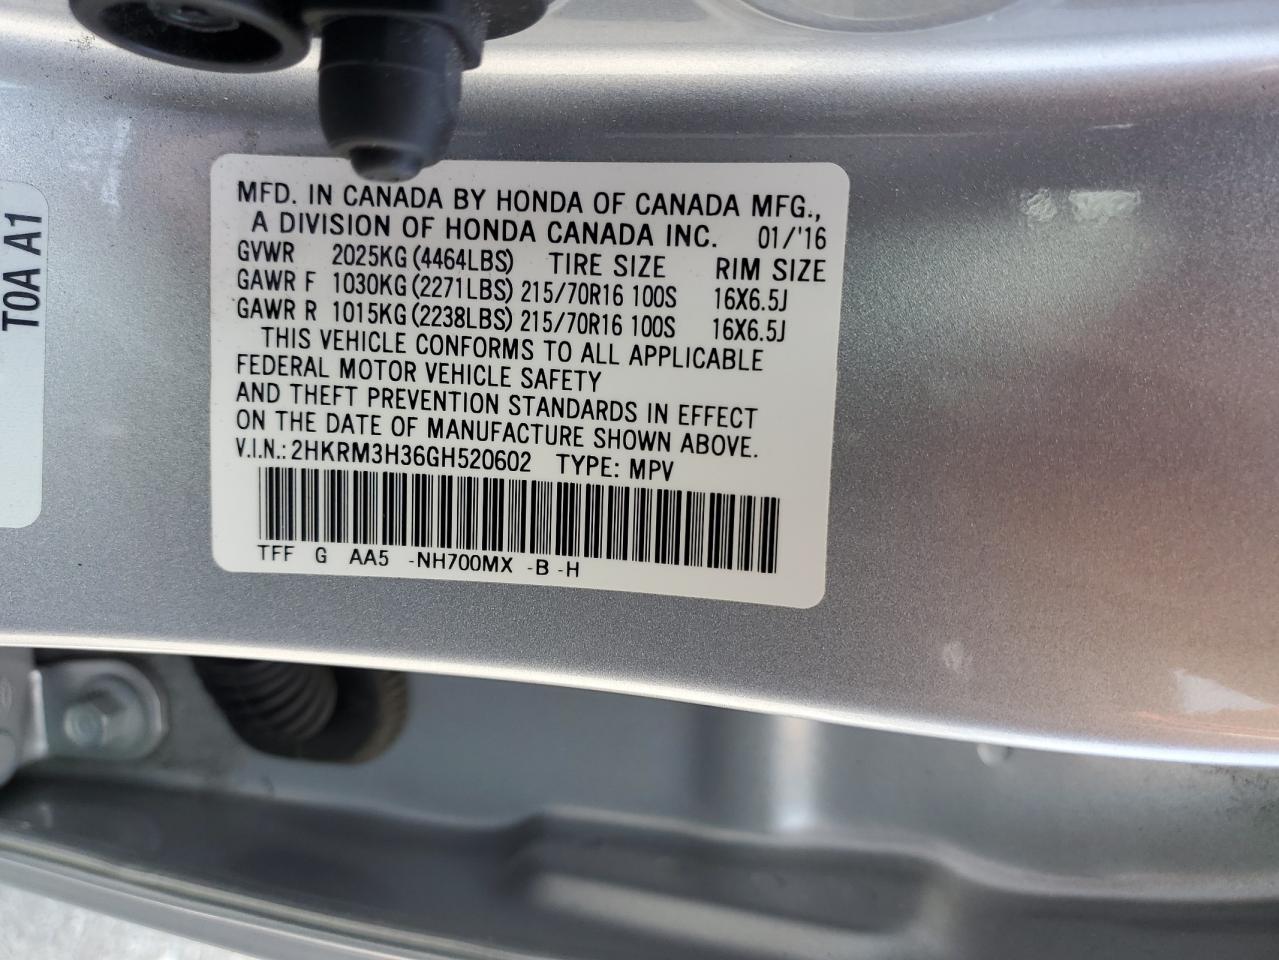 T0A A1
MFD. IN CANADA BY HONDA OF CANADA MFG.,
A DIVISION OF HONDA CANADA INC. 01/'16
GVWR 2025KG (4464LBS) TIRE SIZE RIM SIZE
GAWR F 1030KG (2271LBS) 215/70R16 100S 16X6.5J
GAWR R 1015KG (2238LBS) 215/70R16 100S 16X6.5J
THIS VEHICLE CONFORMS TO ALL APPLICABLE
FEDERAL MOTOR VEHICLE SAFETY
AND THEFT PREVENTION STANDARDS IN EFFECT
ON THE DATE OF MANUFACTURE SHOWN ABOVE.
V.I.N.: 2HKRM3H36GH520602 TYPE: MPV
TFF G AA5 -NH700MX -B -H